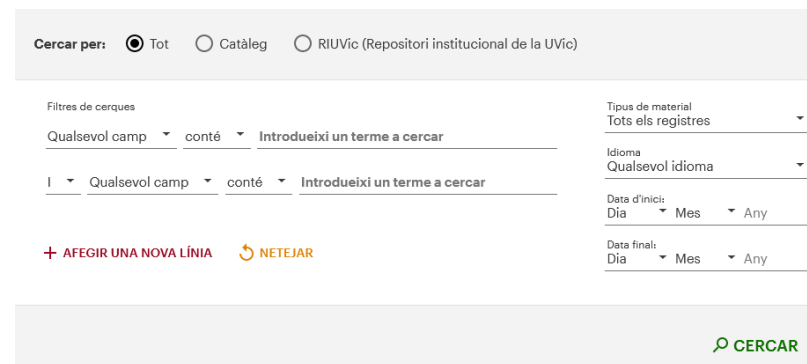 Cercar per: Tot Catàleg RIUVic (Repositori institucional de la UVic)
Filtres de cerques
Qualsevol camp conté Introdueixi un terme a cercar
I Qualsevol camp conté Introdueixi un terme a cercar
+ AFEGIR UNA NOVA LÍNIA NETEJAR
Tipus de material
Tots els registres
Idioma
Qualsevol idioma
Data d'inici:
Dia Mes Any
Data final:
Dia Mes Any
CERCAR